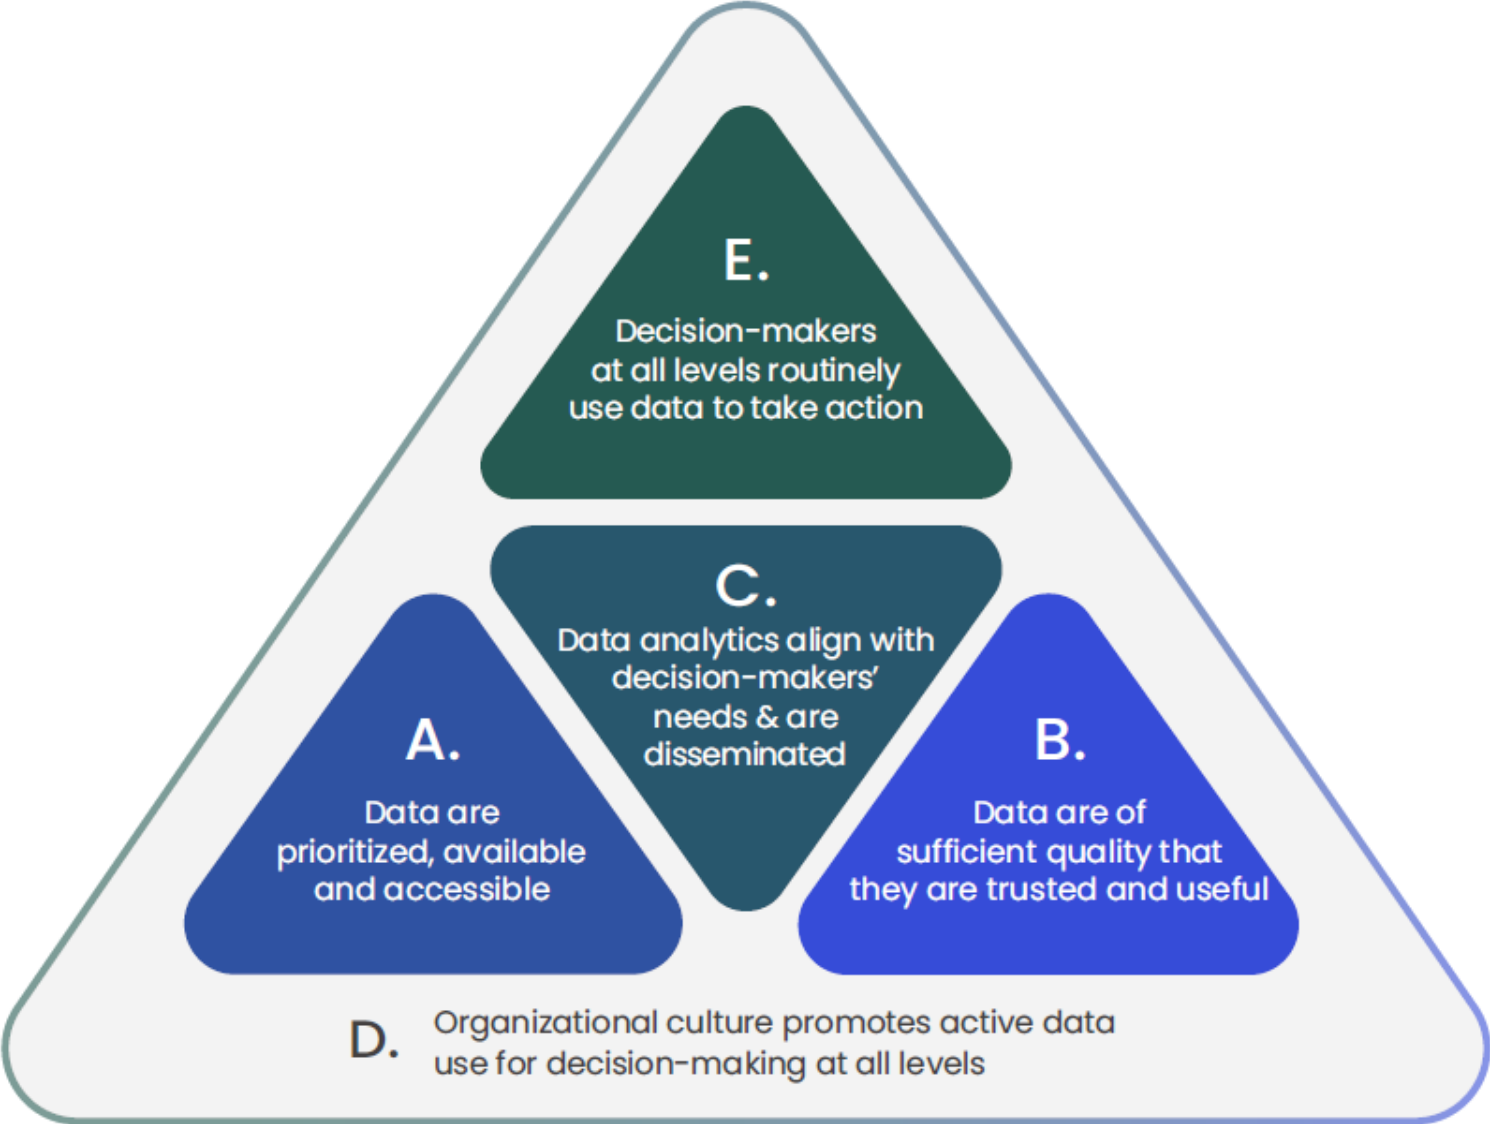 E.
Decision-makers
at all levels routinely
use data to take action
C.
Data analytics align with
decision-makers’
needs & are
disseminated
A.
Data are
prioritized, available
and accessible
B.
Data are of
sufficient quality that
they are trusted and useful
D.
Organizational culture promotes active data
use for decision-making at all levels